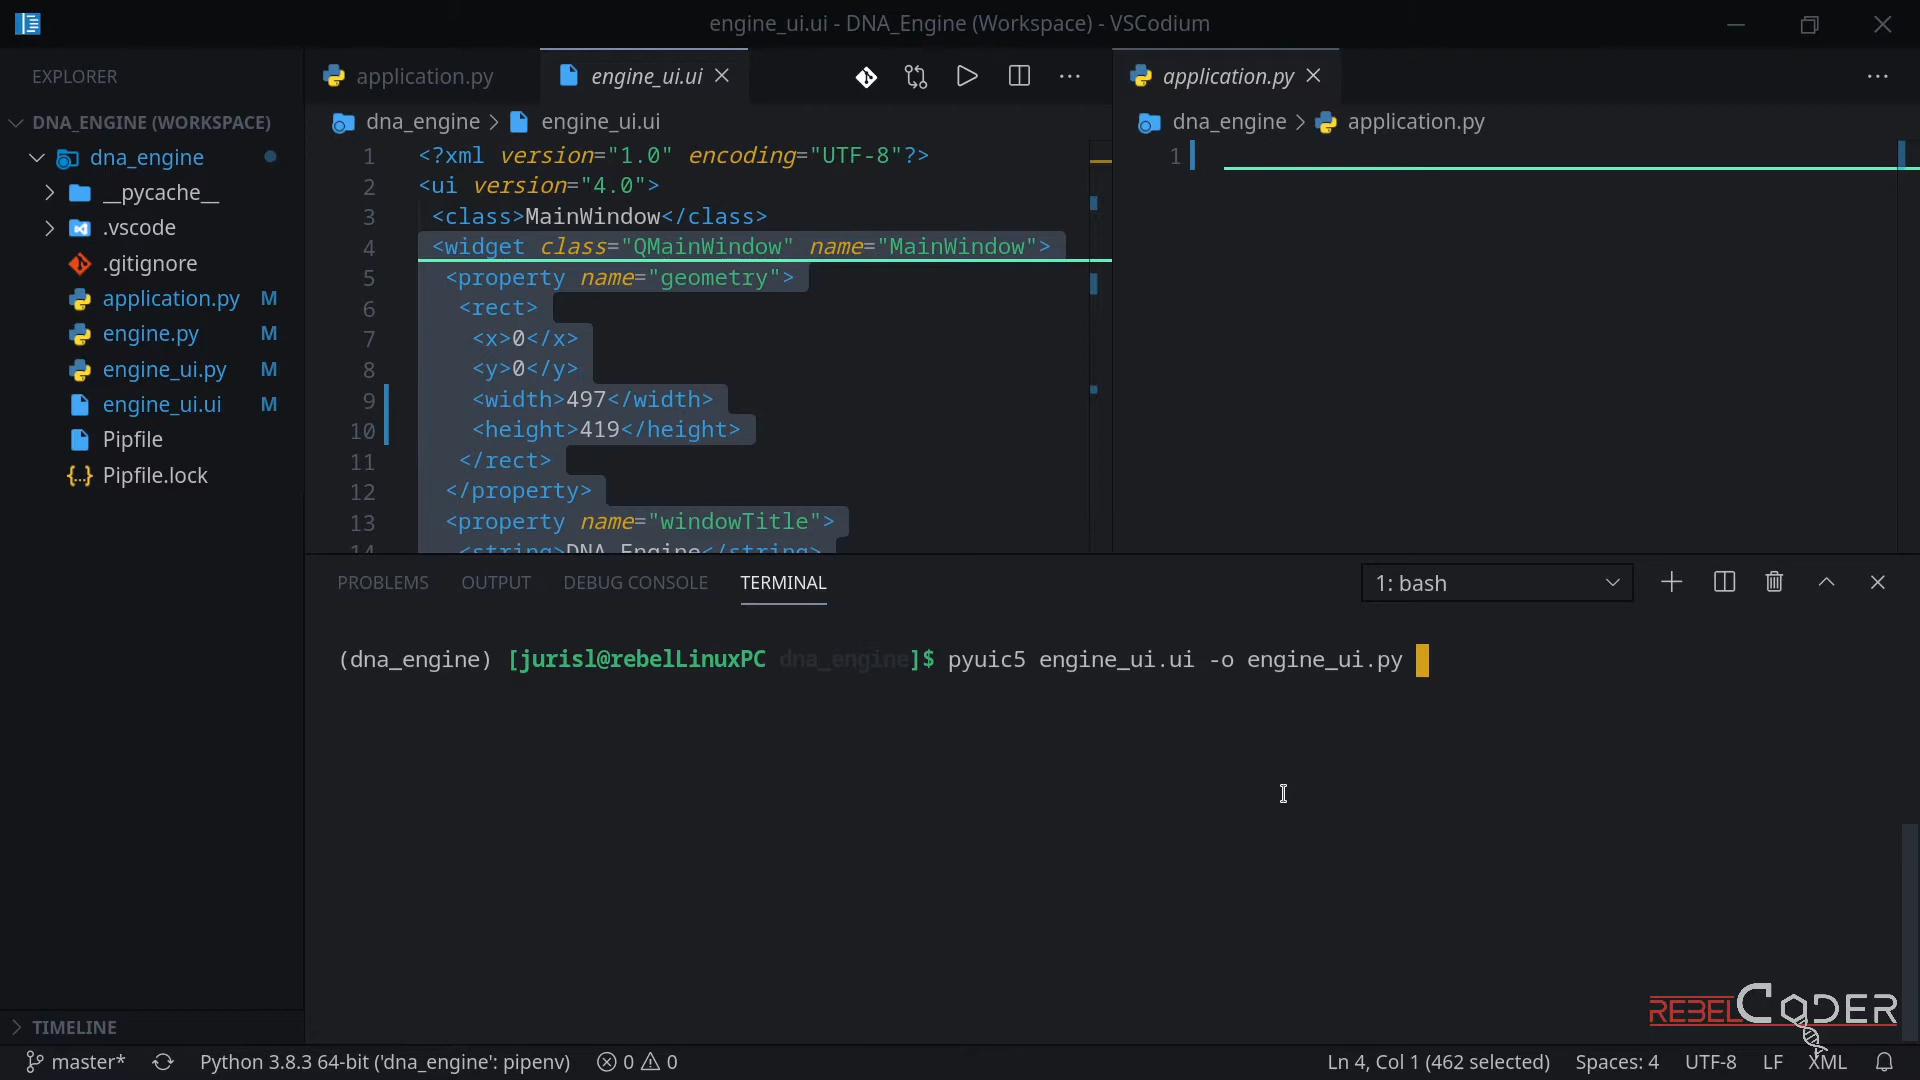 engine_ui.ui - DNA_Engine (Workspace) - VSCodium
EXPLORER
DNA_ENGINE (WORKSPACE)
dna_engine
__pycache__
.vscode
.gitignore
application.py M
engine.py M
engine_ui.py M
engine_ui.ui M
Pipfile
Pipfile.lock
TIMELINE
application.py
engine_ui.ui
dna_engine > engine_ui.ui
1 <?xml version="1.0" encoding="UTF-8"?>
2 <ui version="4.0">
3 <class>MainWindow</class>
4 <widget class="QMainWindow" name="MainWindow">
5 <property name="geometry">
6 <rect>
7 <x>0</x>
8 <y>0</y>
9 <width>497</width>
10 <height>419</height>
11 </rect>
12 </property>
13 <property name="windowTitle">
14 <string>DNA Engine</string>
application.py
dna_engine > application.py
1
PROBLEMS OUTPUT DEBUG CONSOLE TERMINAL
1: bash
(dna_engine) [jurisl@rebelLinuxPC dna_engine]$ pyuic5 engine_ui.ui -o engine_ui.py
REBELCODER
master* Python 3.8.3 64-bit ('dna_engine': pipenv) 0 0 Ln 4, Col 1 (462 selected) Spaces: 4 UTF-8 LF XML